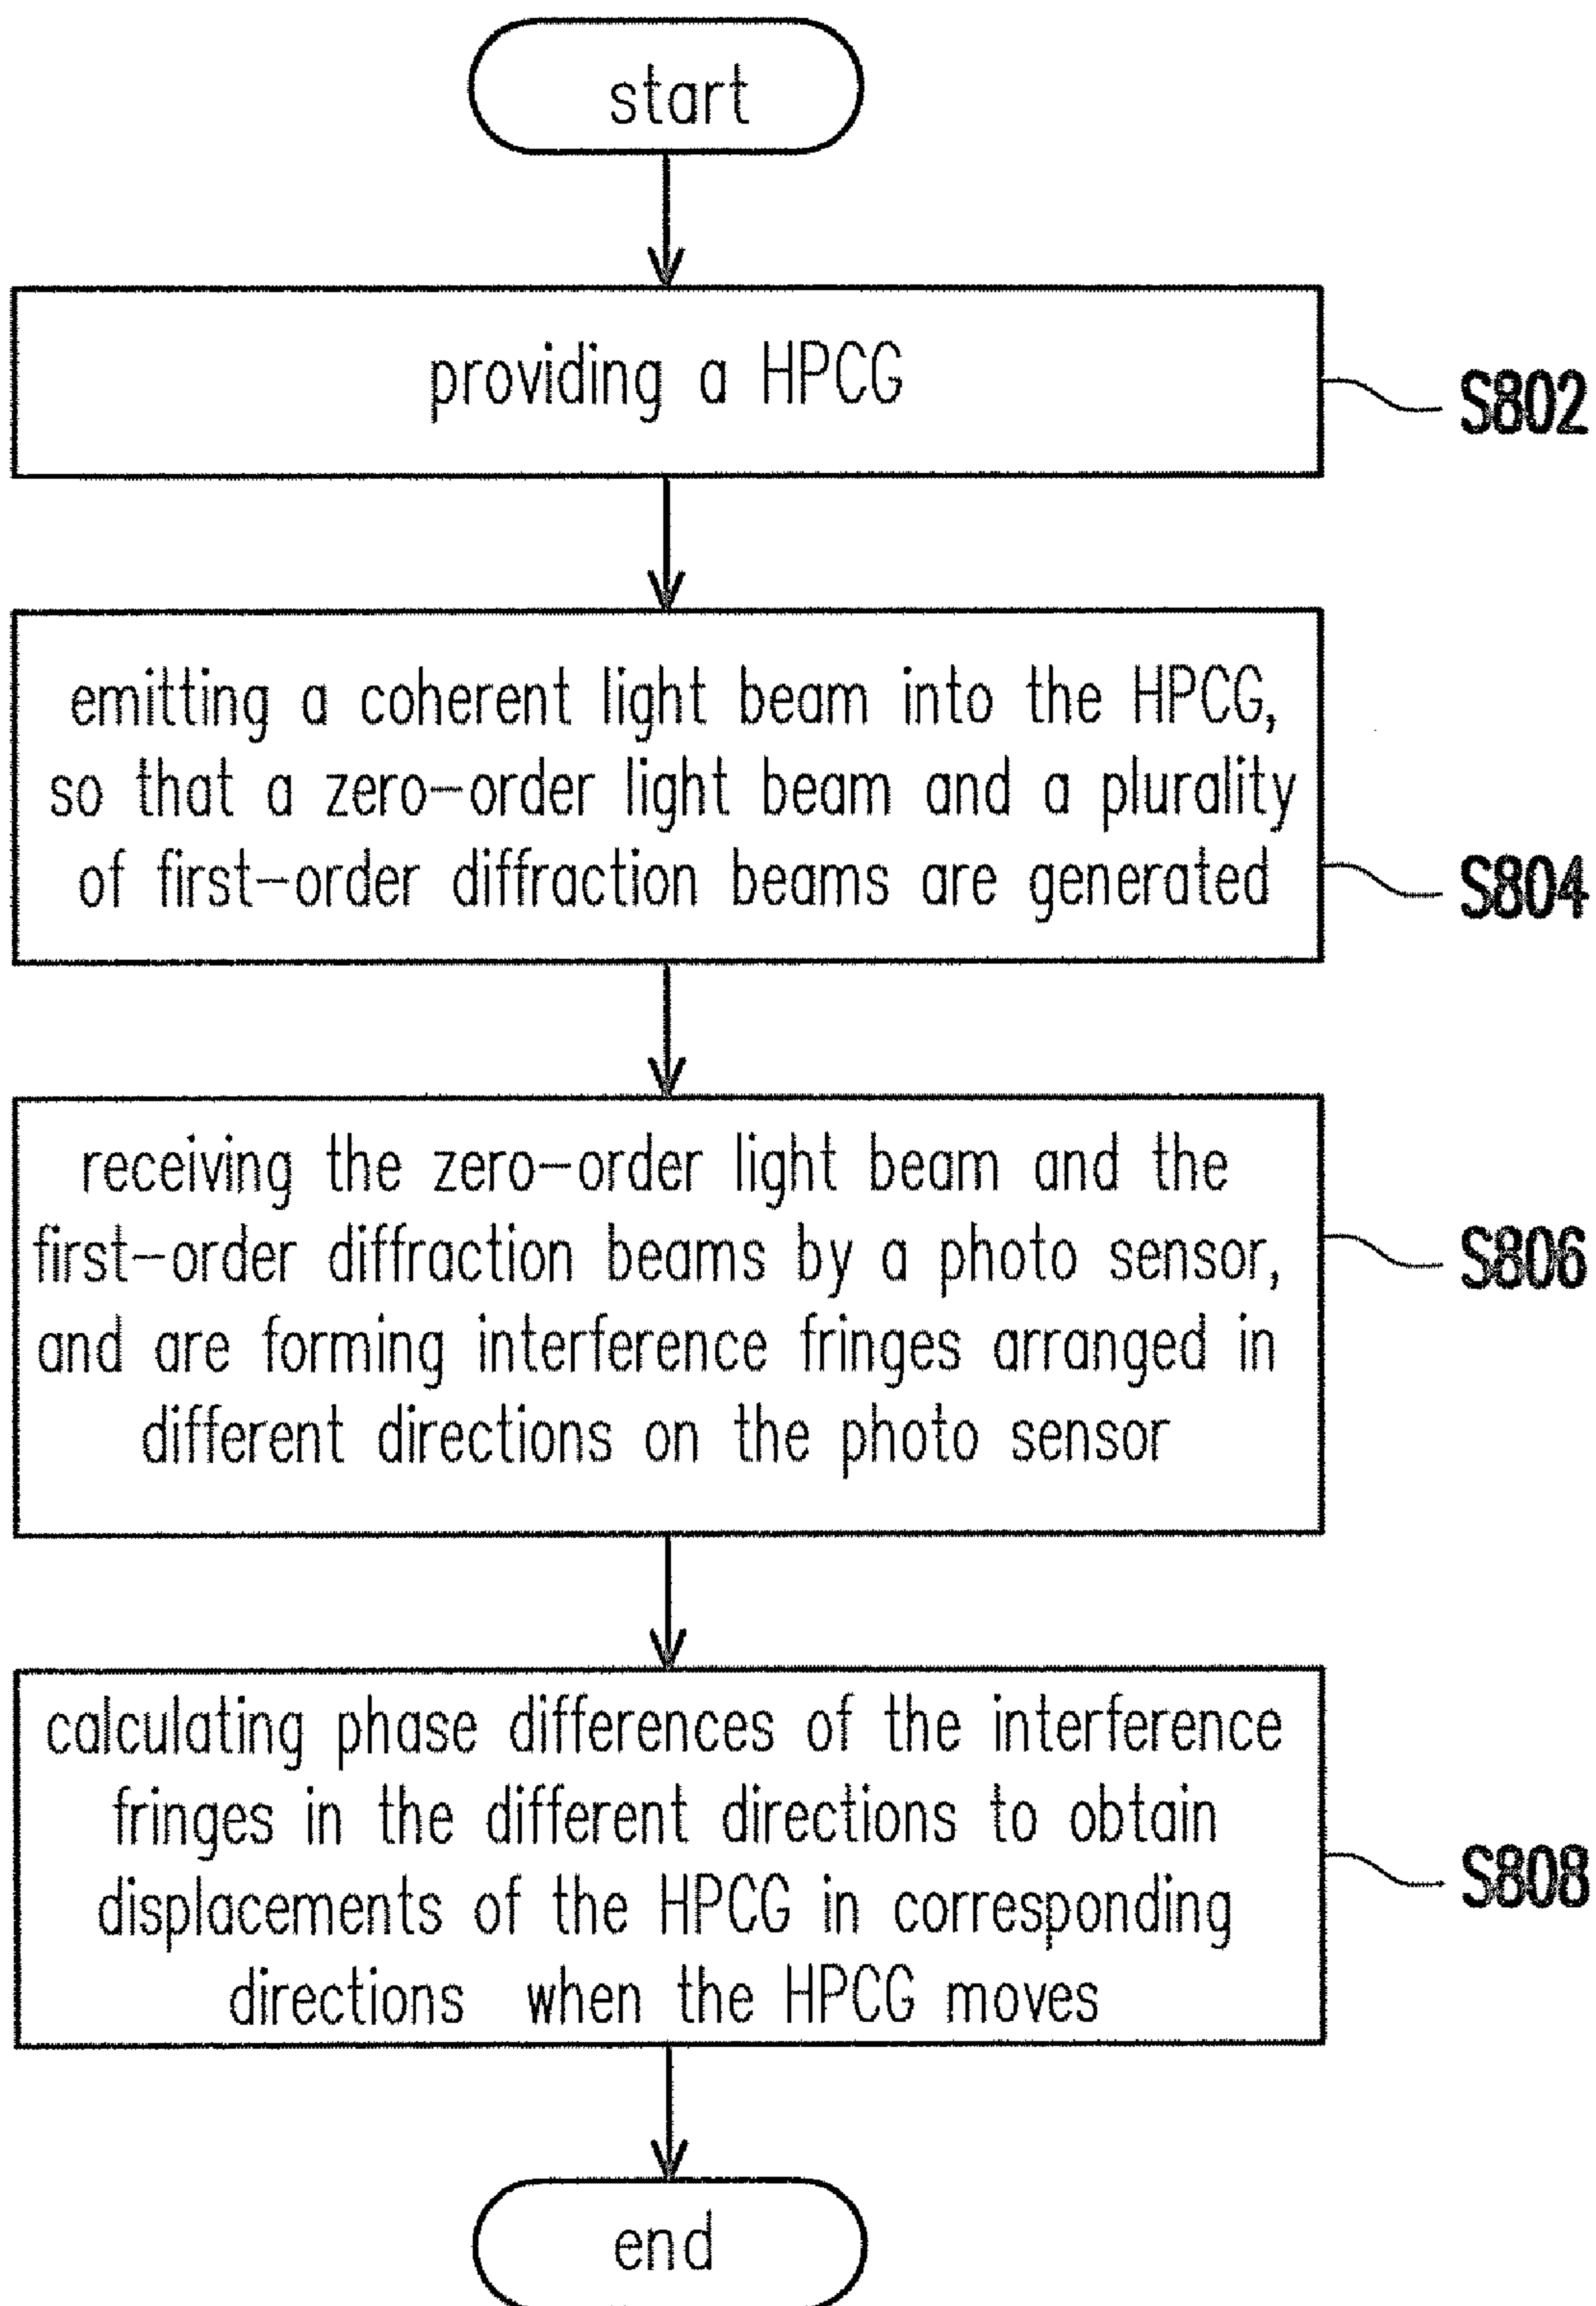 start
providing a HPCG
S802
emitting a coherent light beam into the HPCG,
so that a zero-order light beam and a plurality
of first-order diffraction beams are generated
S804
receiving the zero-order light beam and the
first-order diffraction beams by a photo sensor,
and are forming interference fringes arranged in
different directions on the photo sensor
S806
calculating phase differences of the interference
fringes in the different directions to obtain
displacements of the HPCG in corresponding
directions when the HPCG moves
S808
end